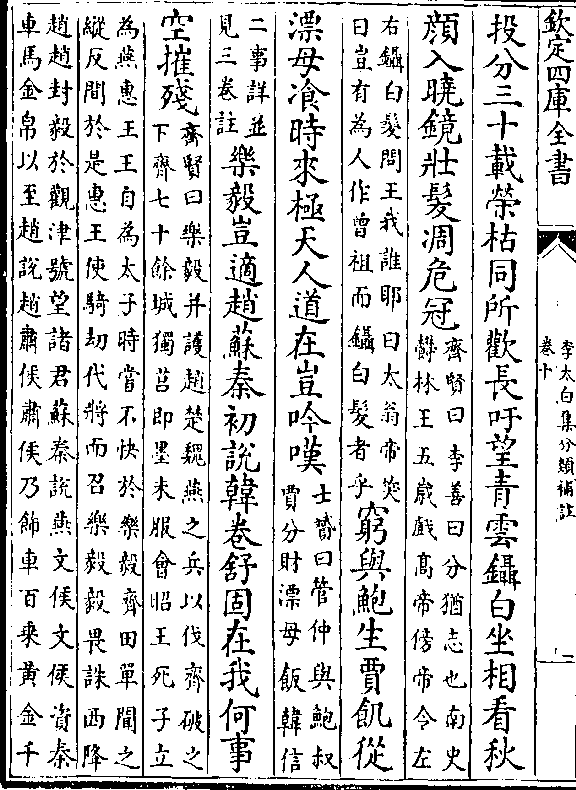 欽定四庫全書
李太白集分類補註
卷十
投分三十載榮枯同所歡長吁望青雲鑷白坐相看秋
顔入曉鏡壯髮凋危冠
齊賢曰李善曰分猶志也南史
欎林王五歳戲髙帝傍帝令左
右鑷白髮問王我誰耶曰太翁帝笑
曰豈有為人作曾祖而鑷白髮者乎
窮與鮑生賈飢從
漂母飡時來極天人道在豈吟嘆
士贇曰管仲與鮑叔
賈分財漂母飯韓信
二事詳並
見三卷註
樂毅豈適趙蘇秦初說韓卷舒固在我何事
空摧殘
齊賢曰樂毅并護趙楚魏燕之兵以伐齊破之
下齊七十餘城獨莒即墨未服會昭王死子立
為燕惠王王自為太子時嘗不快於樂毅齊田單聞之
縱反間於是惠王使騎劫代將而召樂毅毅畏誅西降
趙趙封毅於觀津號望諸君蘇秦說燕文侯文侯資秦
車馬金帛以至趙說趙肅侯肅侯乃飾車百乗黄金千